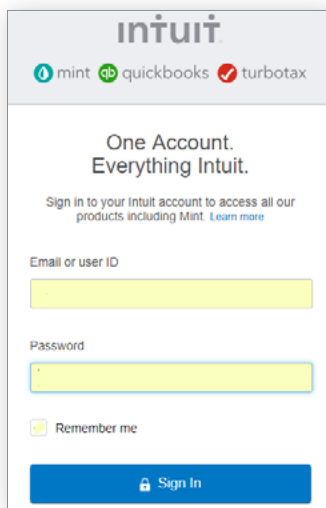 intuit
mint qb quickbooks turbotax
One Account.
Everything Intuit.
Sign in to your Intuit account to access all our
products including Mint. Learn more
Email or user ID
Password
Remember me
Sign In